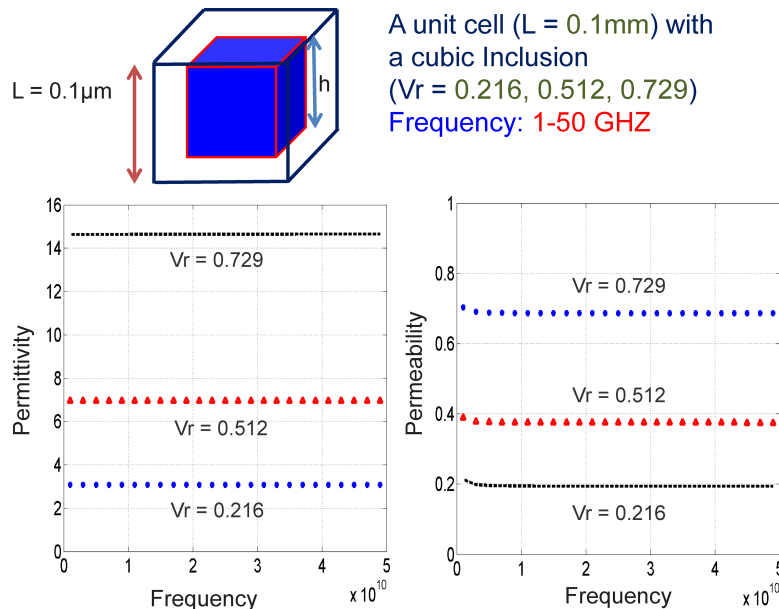 A unit cell (L = 0.1mm) with
a cubic Inclusion
(Vr = 0.216, 0.512, 0.729)
Frequency: 1-50 GHZ
L = 0.1µm
h
16
14
12
10
8
6
4
2
0
Permittivity
Vr = 0.729
Vr = 0.512
Vr = 0.216
0
1
2
3
4
5
x 10^10
Frequency
1
0.8
0.6
0.4
0.2
0
Permeability
Vr = 0.729
Vr = 0.512
Vr = 0.216
0
1
2
3
4
5
x 10^10
Frequency